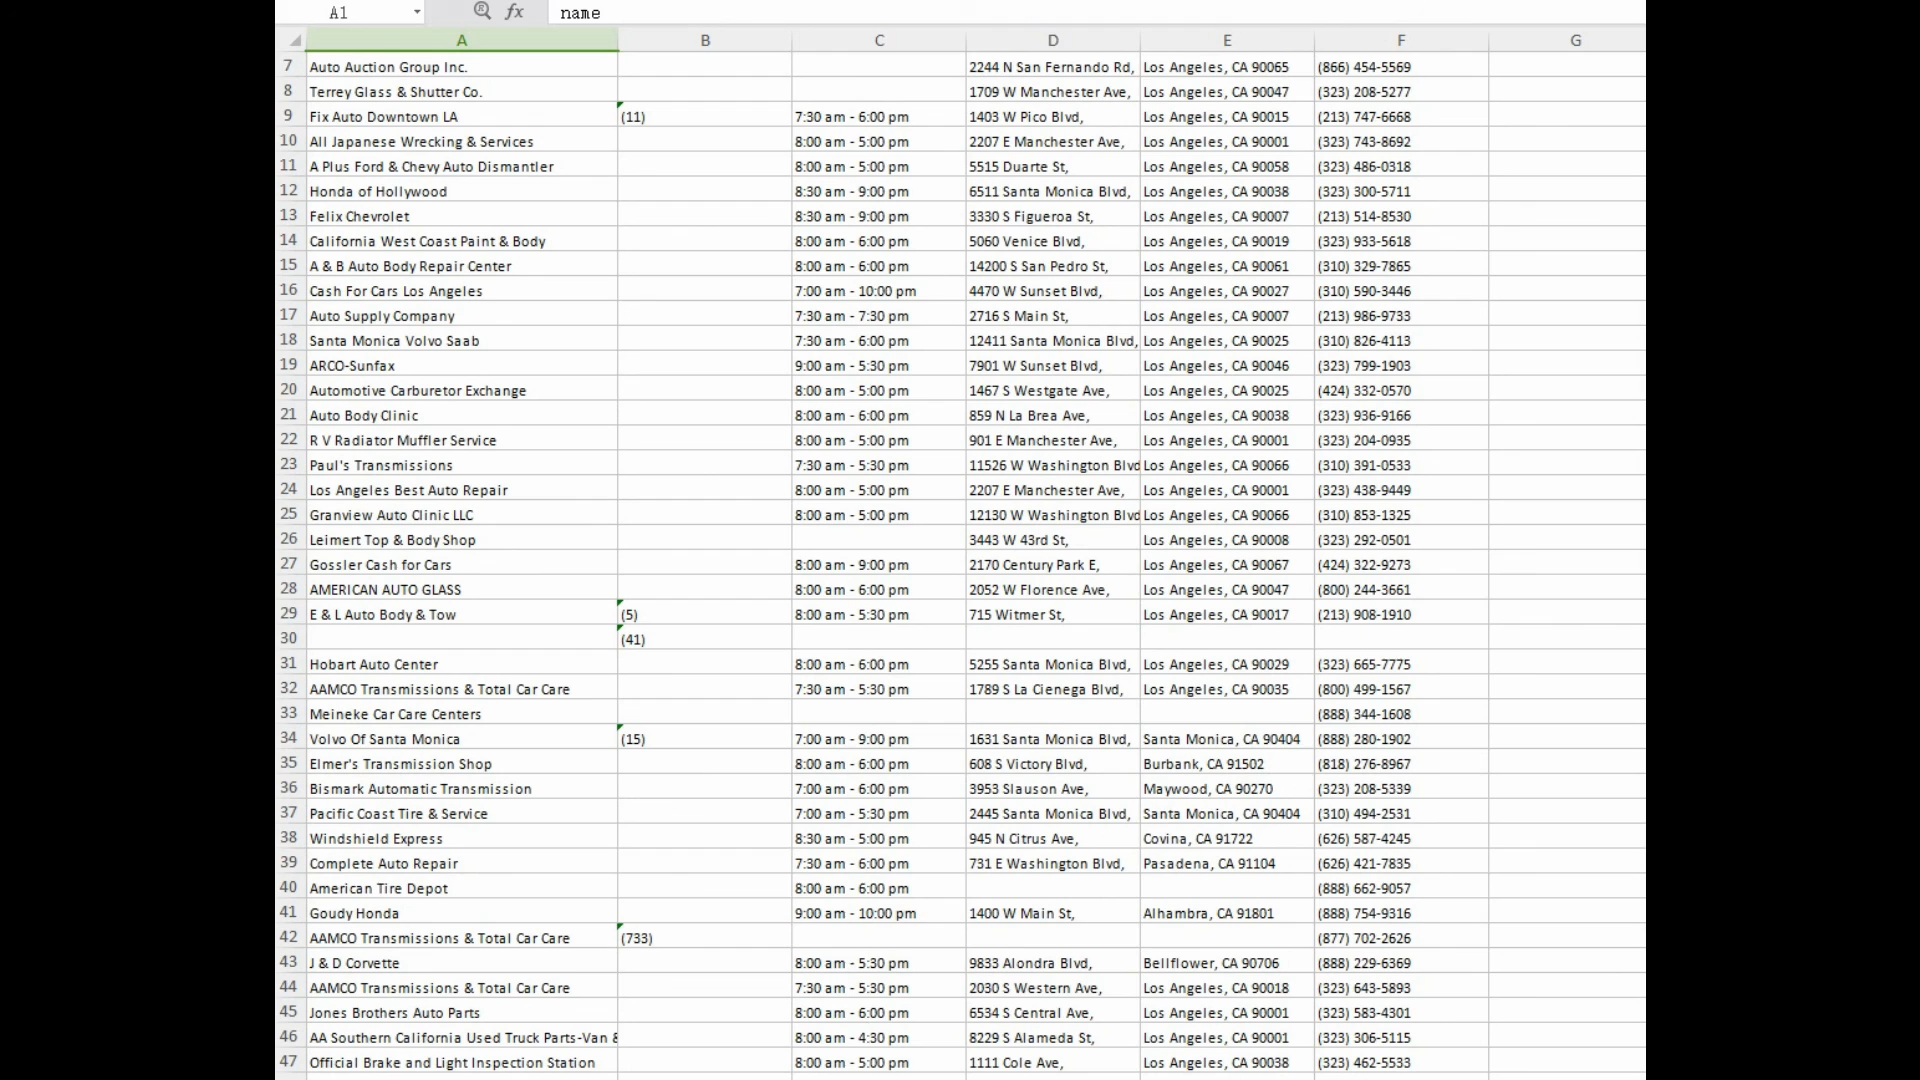 A1 fx name
A B C D E F G
7 Auto Auction Group Inc. 2244 N San Fernando Rd, Los Angeles, CA 90065 (866) 454-5569
8 Terrey Glass & Shutter Co. 1709 W Manchester Ave, Los Angeles, CA 90047 (323) 208-5277
9 Fix Auto Downtown LA (11) 7:30 am - 6:00 pm 1403 W Pico Blvd, Los Angeles, CA 90015 (213) 747-6668
10 All Japanese Wrecking & Services 8:00 am - 5:00 pm 2207 E Manchester Ave, Los Angeles, CA 90001 (323) 743-8692
11 A Plus Ford & Chevy Auto Dismantler 8:00 am - 5:00 pm 5515 Duarte St, Los Angeles, CA 90058 (323) 486-0318
12 Honda of Hollywood 8:30 am - 9:00 pm 6511 Santa Monica Blvd, Los Angeles, CA 90038 (323) 300-5711
13 Felix Chevrolet 8:30 am - 9:00 pm 3330 S Figueroa St, Los Angeles, CA 90007 (213) 514-8530
14 California West Coast Paint & Body 8:00 am - 6:00 pm 5060 Venice Blvd, Los Angeles, CA 90019 (323) 933-5618
15 A & B Auto Body Repair Center 8:00 am - 6:00 pm 14200 S San Pedro St, Los Angeles, CA 90061 (310) 329-7865
16 Cash For Cars Los Angeles 7:00 am - 10:00 pm 4470 W Sunset Blvd, Los Angeles, CA 90027 (310) 590-3446
17 Auto Supply Company 7:30 am - 7:30 pm 2716 S Main St, Los Angeles, CA 90007 (213) 986-9733
18 Santa Monica Volvo Saab 7:30 am - 6:00 pm 12411 Santa Monica Blvd, Los Angeles, CA 90025 (310) 826-4113
19 ARCO-Sunfax 9:00 am - 5:30 pm 7901 W Sunset Blvd, Los Angeles, CA 90046 (323) 799-1903
20 Automotive Carburetor Exchange 8:00 am - 5:00 pm 1467 S Westgate Ave, Los Angeles, CA 90025 (424) 332-0570
21 Auto Body Clinic 8:00 am - 6:00 pm 859 N La Brea Ave, Los Angeles, CA 90038 (323) 936-9166
22 R V Radiator Muffler Service 8:00 am - 5:00 pm 901 E Manchester Ave, Los Angeles, CA 90001 (323) 204-0935
23 Paul's Transmissions 7:30 am - 5:30 pm 11526 W Washington Blvd Los Angeles, CA 90066 (310) 391-0533
24 Los Angeles Best Auto Repair 8:00 am - 5:00 pm 2207 E Manchester Ave, Los Angeles, CA 90001 (323) 438-9449
25 Granview Auto Clinic LLC 8:00 am - 5:00 pm 12130 W Washington Blvd Los Angeles, CA 90066 (310) 853-1325
26 Leimert Top & Body Shop 3443 W 43rd St, Los Angeles, CA 90008 (323) 292-0501
27 Gossler Cash for Cars 8:00 am - 9:00 pm 2170 Century Park E, Los Angeles, CA 90067 (424) 322-9273
28 AMERICAN AUTO GLASS 8:00 am - 6:00 pm 2052 W Florence Ave, Los Angeles, CA 90047 (800) 244-3661
29 E & L Auto Body & Tow (5) 8:00 am - 5:30 pm 715 Witmer St, Los Angeles, CA 90017 (213) 908-1910
30 (41)
31 Hobart Auto Center 8:00 am - 6:00 pm 5255 Santa Monica Blvd, Los Angeles, CA 90029 (323) 665-7775
32 AAMCO Transmissions & Total Car Care 7:30 am - 5:30 pm 1789 S La Cienega Blvd, Los Angeles, CA 90035 (800) 499-1567
33 Meineke Car Care Centers (888) 344-1608
34 Volvo Of Santa Monica (15) 7:00 am - 9:00 pm 1631 Santa Monica Blvd, Santa Monica, CA 90404 (888) 280-1902
35 Elmer's Transmission Shop 8:00 am - 6:00 pm 608 S Victory Blvd, Burbank, CA 91502 (818) 276-8967
36 Bismark Automatic Transmission 7:00 am - 6:00 pm 3953 Slauson Ave, Maywood, CA 90270 (323) 208-5339
37 Pacific Coast Tire & Service 7:00 am - 5:30 pm 2445 Santa Monica Blvd, Santa Monica, CA 90404 (310) 494-2531
38 Windshield Express 8:30 am - 5:00 pm 945 N Citrus Ave, Covina, CA 91722 (626) 587-4245
39 Complete Auto Repair 7:30 am - 6:00 pm 731 E Washington Blvd, Pasadena, CA 91104 (626) 421-7835
40 American Tire Depot 8:00 am - 6:00 pm (888) 662-9057
41 Goudy Honda 9:00 am - 10:00 pm 1400 W Main St, Alhambra, CA 91801 (888) 754-9316
42 AAMCO Transmissions & Total Car Care (733) (877) 702-2626
43 J & D Corvette 8:00 am - 5:30 pm 9833 Alondra Blvd, Bellflower, CA 90706 (888) 229-6369
44 AAMCO Transmissions & Total Car Care 7:30 am - 5:30 pm 2030 S Western Ave, Los Angeles, CA 90018 (323) 643-5893
45 Jones Brothers Auto Parts 8:00 am - 6:00 pm 6534 S Central Ave, Los Angeles, CA 90001 (323) 583-4301
46 AA Southern California Used Truck Parts-Van & 8:00 am - 4:30 pm 8229 S Alameda St, Los Angeles, CA 90001 (323) 306-5115
47 Official Brake and Light Inspection Station 8:00 am - 5:00 pm 1111 Cole Ave, Los Angeles, CA 90038 (323) 462-5533